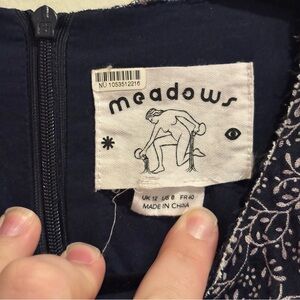 NU 1053512216
meadows
UK 12 US 8 FR 40
MADE IN CHINA